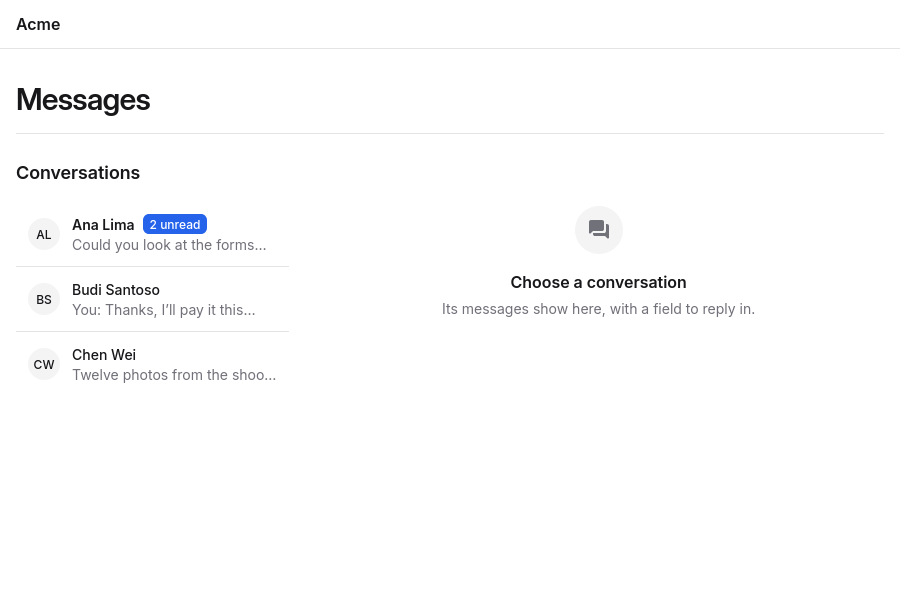 Acme
Messages
Conversations
AL
Ana Lima
2 unread
Could you look at the forms…
BS
Budi Santoso
You: Thanks, I’ll pay it this…
CW
Chen Wei
Twelve photos from the shoo…
Choose a conversation
Its messages show here, with a field to reply in.